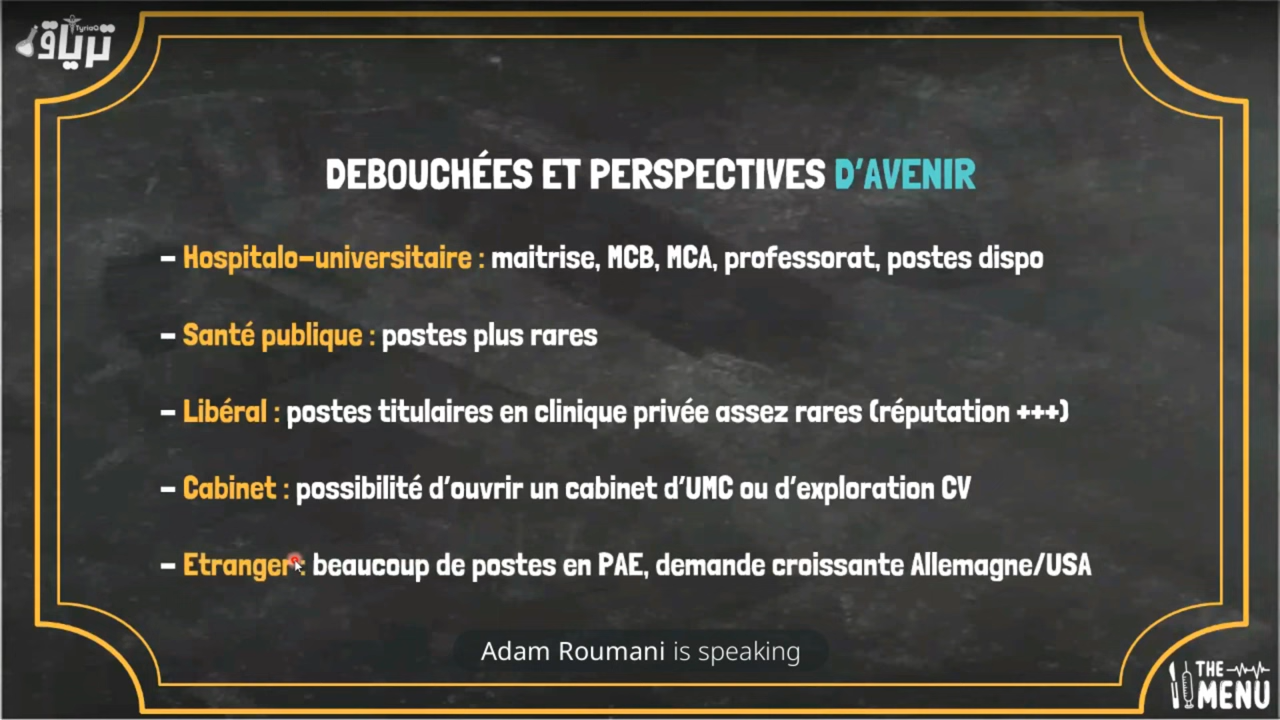 TyriaQ
ترياق
DEBOUCHÉES ET PERSPECTIVES D'AVENIR
- Hospitalo-universitaire : maitrise, MCB, MCA, professorat, postes dispo
- Santé publique : postes plus rares
- Libéral : postes titulaires en clinique privée assez rares (réputation +++)
- Cabinet : possibilité d'ouvrir un cabinet d'UMC ou d'exploration CV
- Etranger : beaucoup de postes en PAE, demande croissante Allemagne/USA
Adam Roumani is speaking
THE
MENU